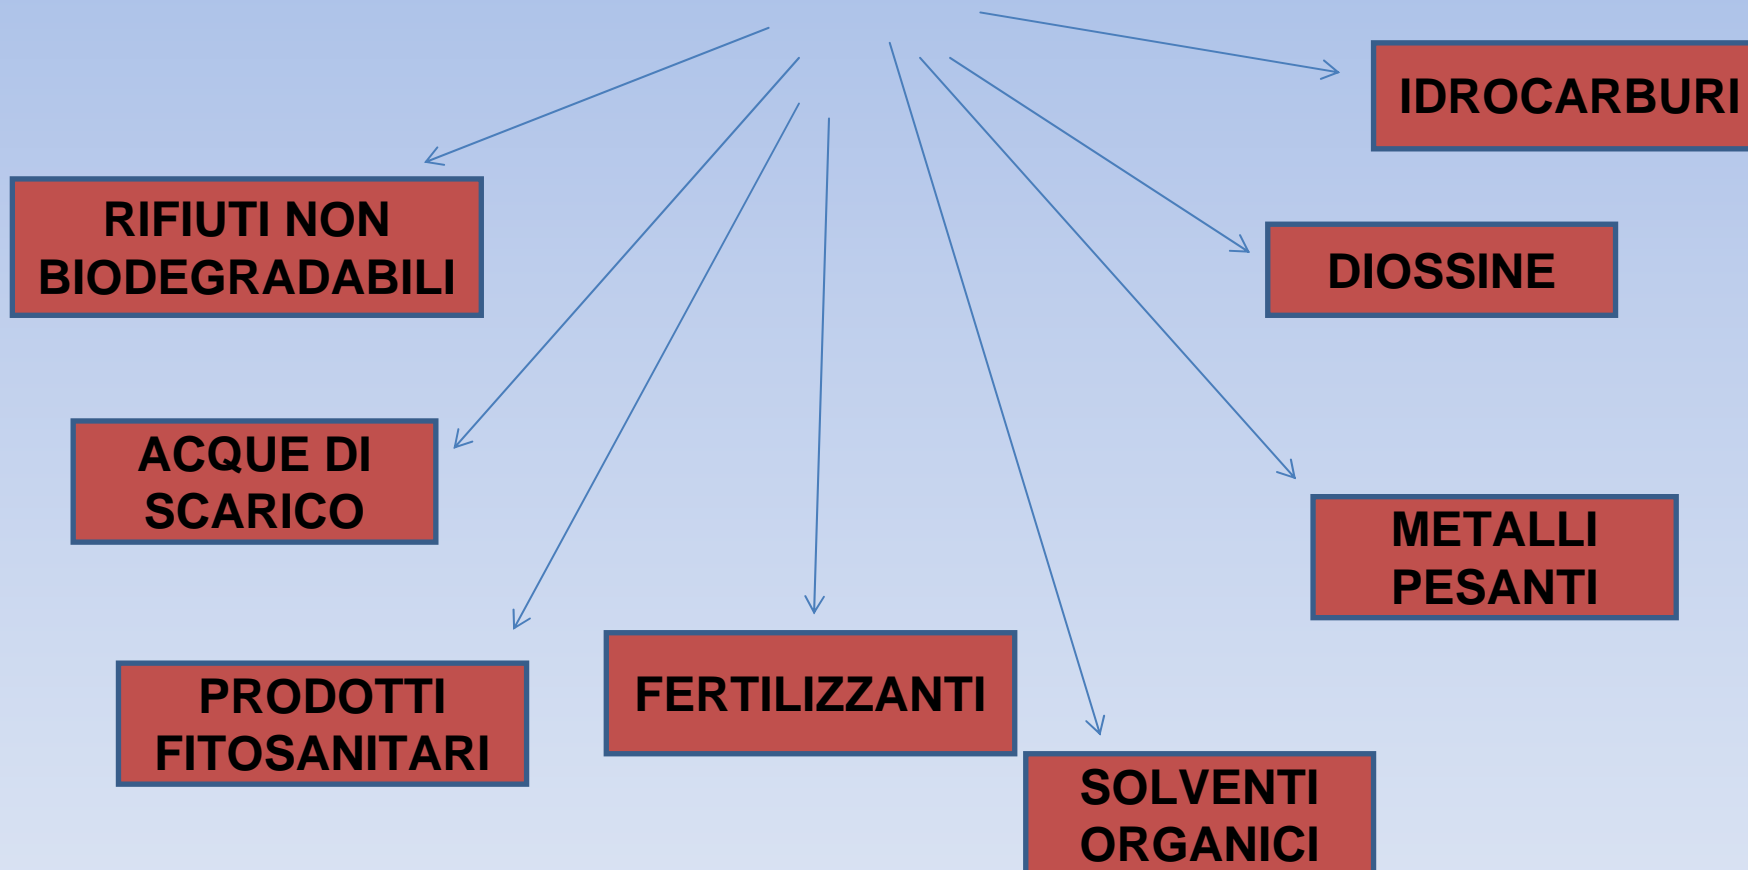 IDROCARBURI
RIFIUTI NON
BIODEGRADABILI
DIOSSINE
ACQUE DI
SCARICO
METALLI
PESANTI
PRODOTTI
FITOSANITARI
FERTILIZZANTI
SOLVENTI
ORGANICI